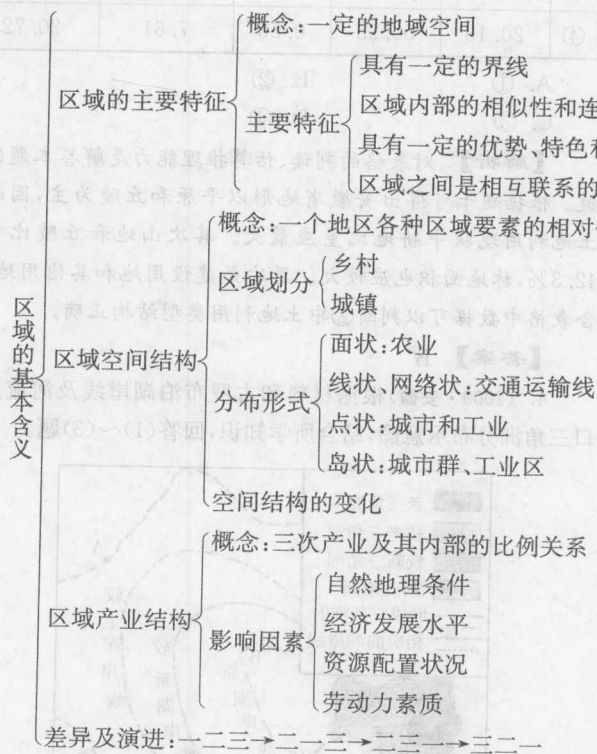 区域的基本含义
区域的主要特征
概念:一定的地域空间
主要特征
具有一定的界线
区域内部的相似性和连
具有一定的优势、特色和
区域之间是相互联系的
区域空间结构
概念:一个地区各种区域要素的相对
区域划分
乡村
城镇
分布形式
面状:农业
线状、网络状:交通运输线
点状:城市和工业
岛状:城市群、工业区
空间结构的变化
区域产业结构
概念:三次产业及其内部的比例关系
影响因素
自然地理条件
经济发展水平
资源配置状况
劳动力素质
差异及演进:一二三→二一三→二三一→三二一